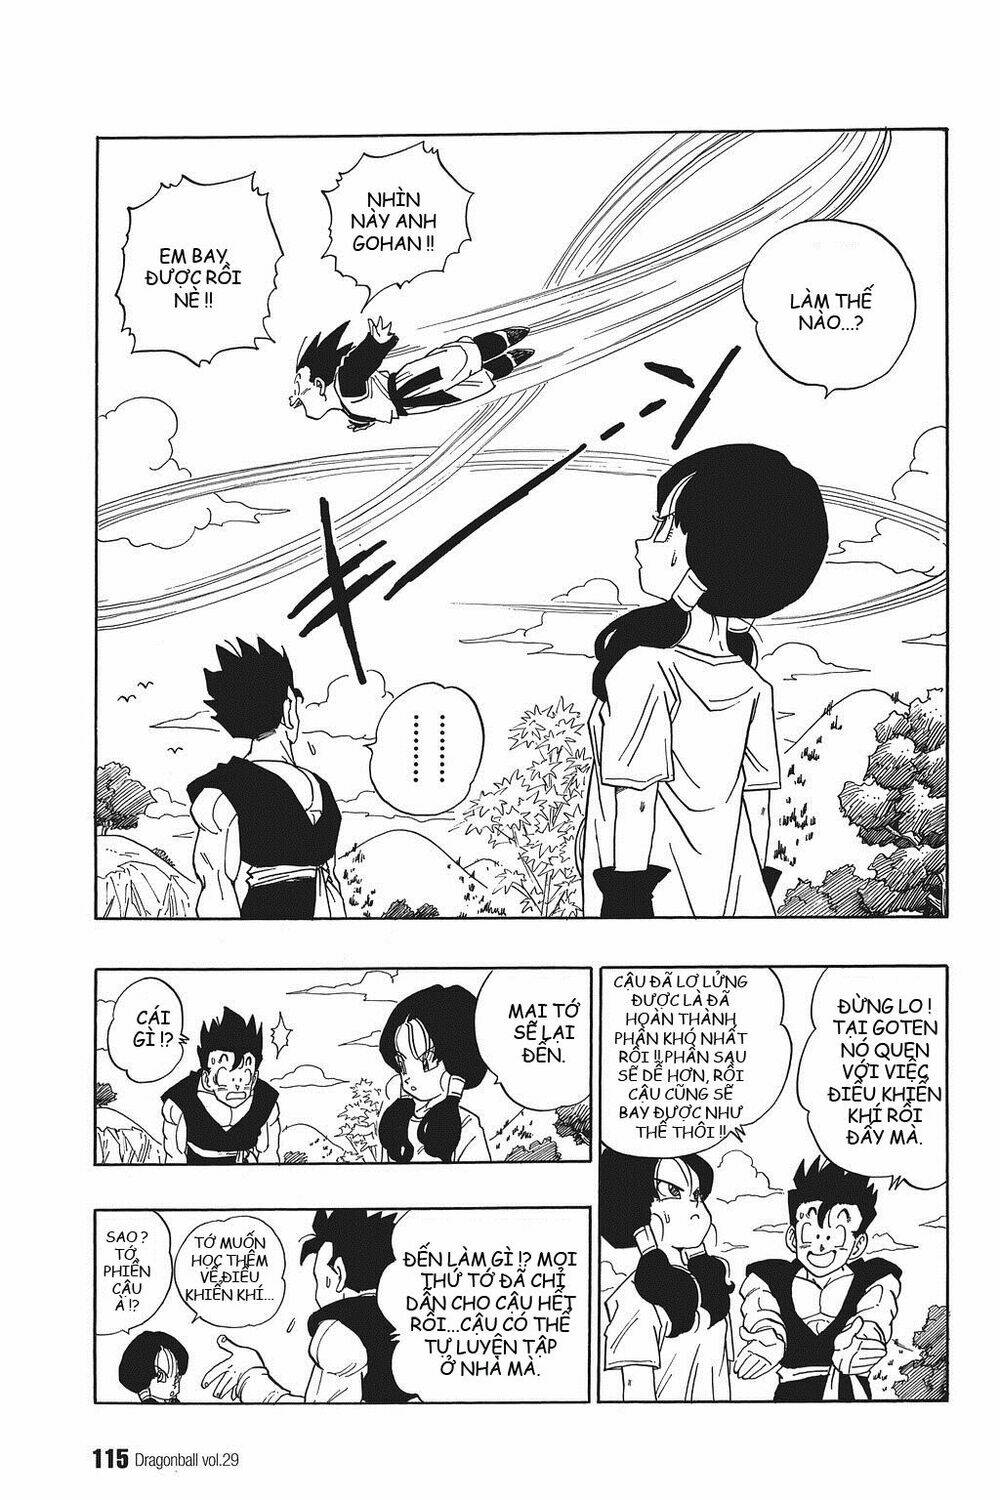 NHÌN
NÀY ANH
GOHAN !!
EM BAY
ĐƯỢC RỒI
NÈ !!
LÀM THẾ
NÀO...?
ĐỪNG LO !
TẠI GOTEN
NÓ QUEN
VỚI VIỆC
ĐIỀU KHIỂN
KHÍ RỒI
ĐẤY MÀ.
CẬU ĐÃ LƠ LỬNG
ĐƯỢC LÀ ĐÃ
HOÀN THÀNH
PHẦN KHÓ NHẤT
RỒI !! PHẦN SAU
SẼ DỄ HƠN, RỒI
CẬU CŨNG SẼ
BAY ĐƯỢC NHƯ
THẾ THÔI !!
MAI TỚ
SẼ LẠI
ĐẾN.
CÁI
GÌ !?
ĐẾN LÀM GÌ !? MỌI
THỨ TỚ ĐÃ CHỈ
DẪN CHO CẬU HẾT
RỒI...CẬU CÓ THỂ
TỰ LUYỆN TẬP
Ở NHÀ MÀ.
TỚ MUỐN
HỌC THÊM
VỀ ĐIỀU
KHIỂN KHÍ...
SAO ?
TỚ
PHIỀN
CẬU
À !?
115 Dragonball vol.29